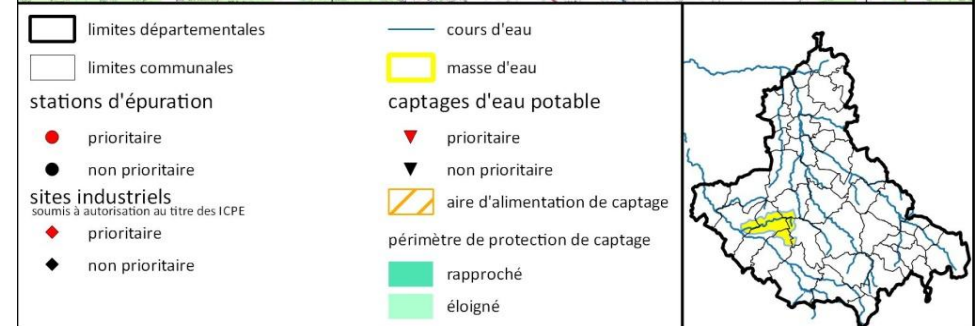 limites départementales
limites communales
stations d'épuration
prioritaire
non prioritaire
sites industriels
soumis à autorisation au titre des ICPE
prioritaire
non prioritaire
cours d'eau
masse d'eau
captages d'eau potable
prioritaire
non prioritaire
aire d'alimentation de captage
périmètre de protection de captage
rapproché
éloigné